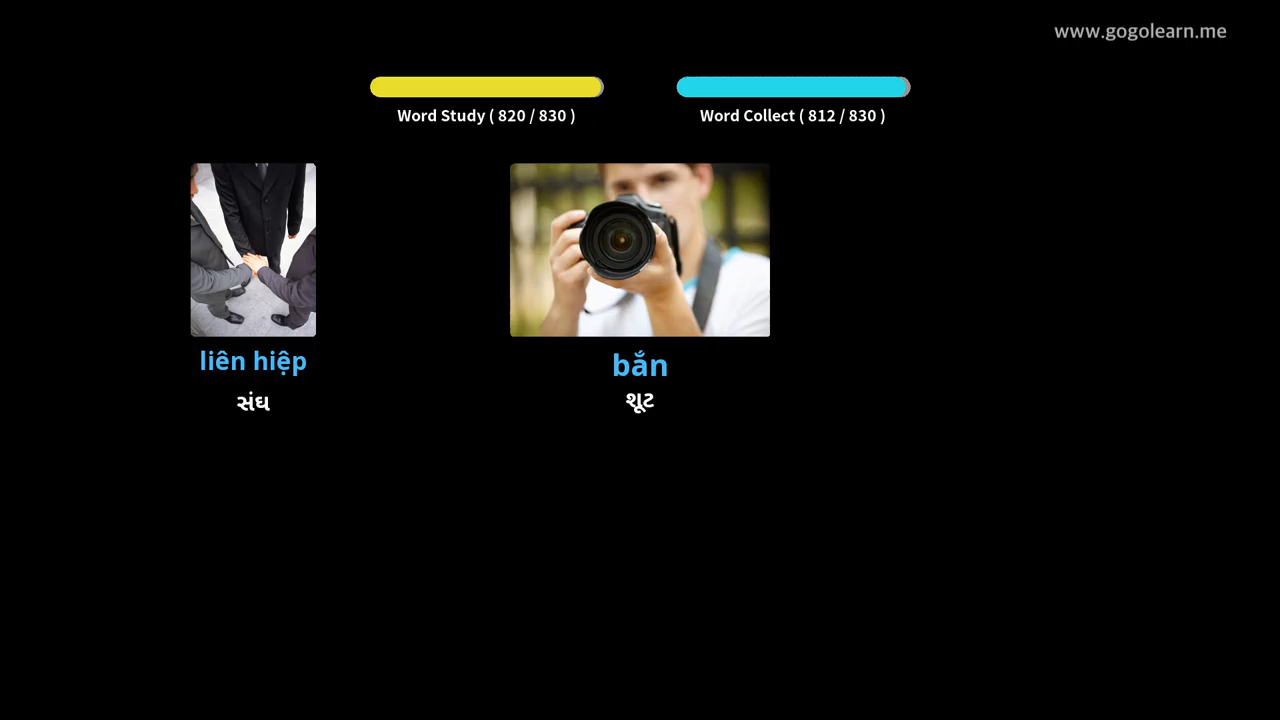 www.gogolearn.me
Word Study ( 820 / 830 )
Word Collect ( 812 / 830 )
liên hiệp
સંઘ
bắn
શૂટ